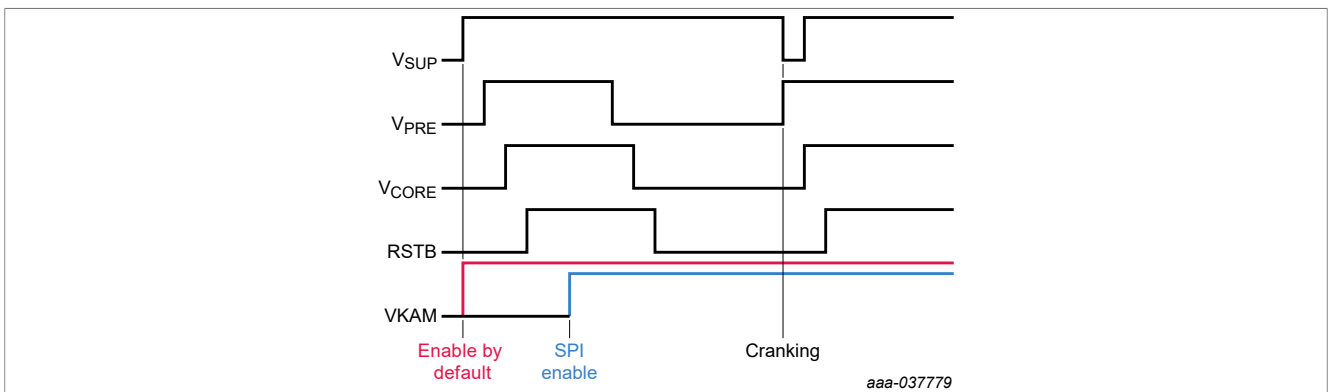 VSUP
VPRE
VCORE
RSTB
VKAM
Enable by
default
SPI
enable
Cranking
aaa-037779